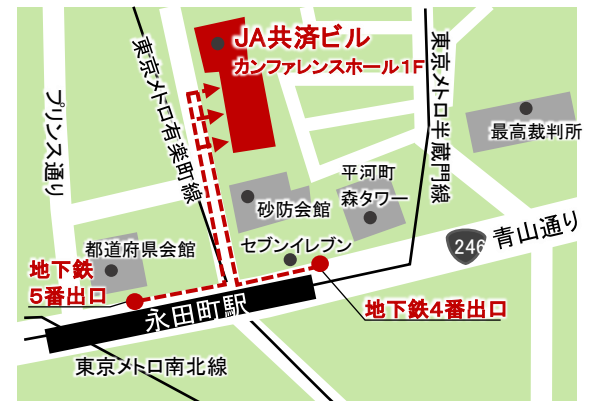 JA共済ビル
カンファレンスホール1F
東京メトロ有楽町線
東京メトロ半蔵門線
プリンス通り
最高裁判所
平河町
森タワー
砂防会館
都道府県会館
セブンイレブン
246
青山通り
地下鉄
5番出口
地下鉄4番出口
永田町駅
東京メトロ南北線